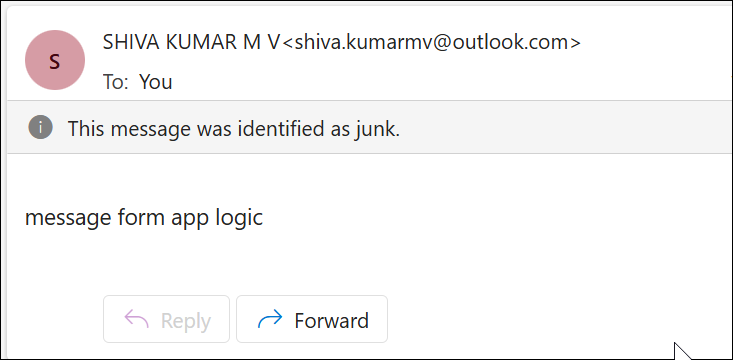 S
SHIVA KUMAR M V<shiva.kumarmv@outlook.com>
To: You
i
This message was identified as junk.
message form app logic
Reply
Forward